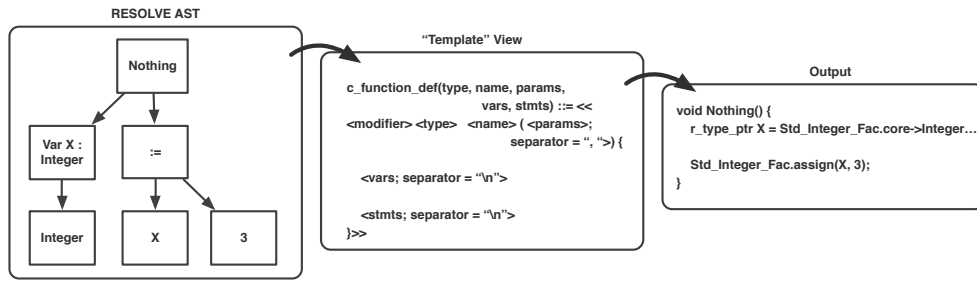 RESOLVE AST
Nothing
Var X :
Integer
:=
Integer
X
3
“Template” View
c_function_def(type, name, params,
vars, stmts) ::= <<
<modifier> <type> <name> ( <params>;
separator = “, “>) {
<vars; separator = “\n”>
<stmts; separator = “\n”>
}>>
Output
void Nothing() {
r_type_ptr X = Std_Integer_Fac.core->Integer...
Std_Integer_Fac.assign(X, 3);
}